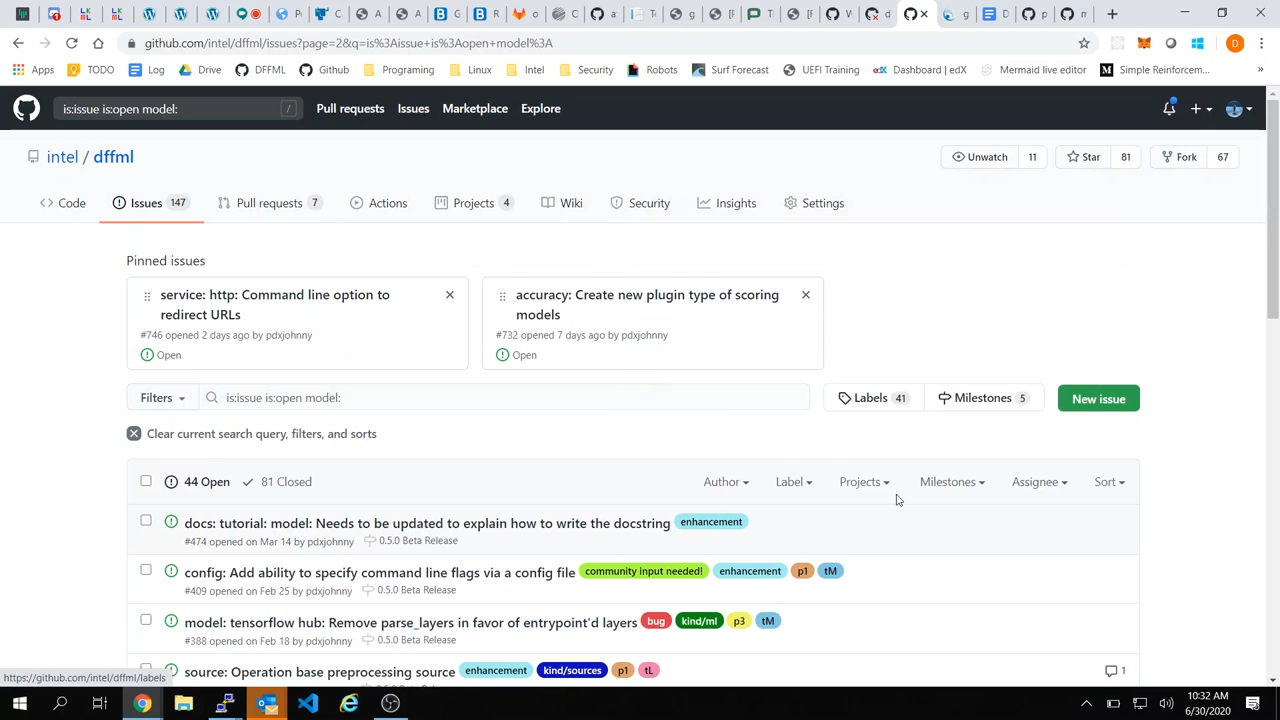 github.com/intel/dffml/issues?page=2&q=is%3Aissue+is%3Aopen+model%3A
Apps
TODO
Log
Drive
DFFML
Github
Programing
Linux
Intel
Security
Robots
Surf Forecast
UEFI Training
Dashboard | edX
Mermaid live editor
Simple Reinforcem...
is:issue is:open model:
/
Pull requests
Issues
Marketplace
Explore
intel / dffml
Unwatch 11
Star 81
Fork 67
Code
Issues 147
Pull requests 7
Actions
Projects 4
Wiki
Security
Insights
Settings
Pinned issues
service: http: Command line option to
redirect URLs
#746 opened 2 days ago by pdxjohnny
Open
accuracy: Create new plugin type of scoring
models
#732 opened 7 days ago by pdxjohnny
Open
Filters
is:issue is:open model:
Labels 41
Milestones 5
New issue
Clear current search query, filters, and sorts
44 Open
81 Closed
Author
Label
Projects
Milestones
Assignee
Sort
docs: tutorial: model: Needs to be updated to explain how to write the docstring enhancement
#474 opened on Mar 14 by pdxjohnny 0.5.0 Beta Release
config: Add ability to specify command line flags via a config file community input needed! enhancement p1 tM
#409 opened on Feb 25 by pdxjohnny 0.5.0 Beta Release
model: tensorflow hub: Remove parse_layers in favor of entrypoint'd layers bug kind/ml p3 tM
#388 opened on Feb 18 by pdxjohnny 0.5.0 Beta Release
source: Operation base preprocessing source enhancement kind/sources p1 tL
1
https://github.com/intel/dffml/labels
10:32 AM
6/30/2020